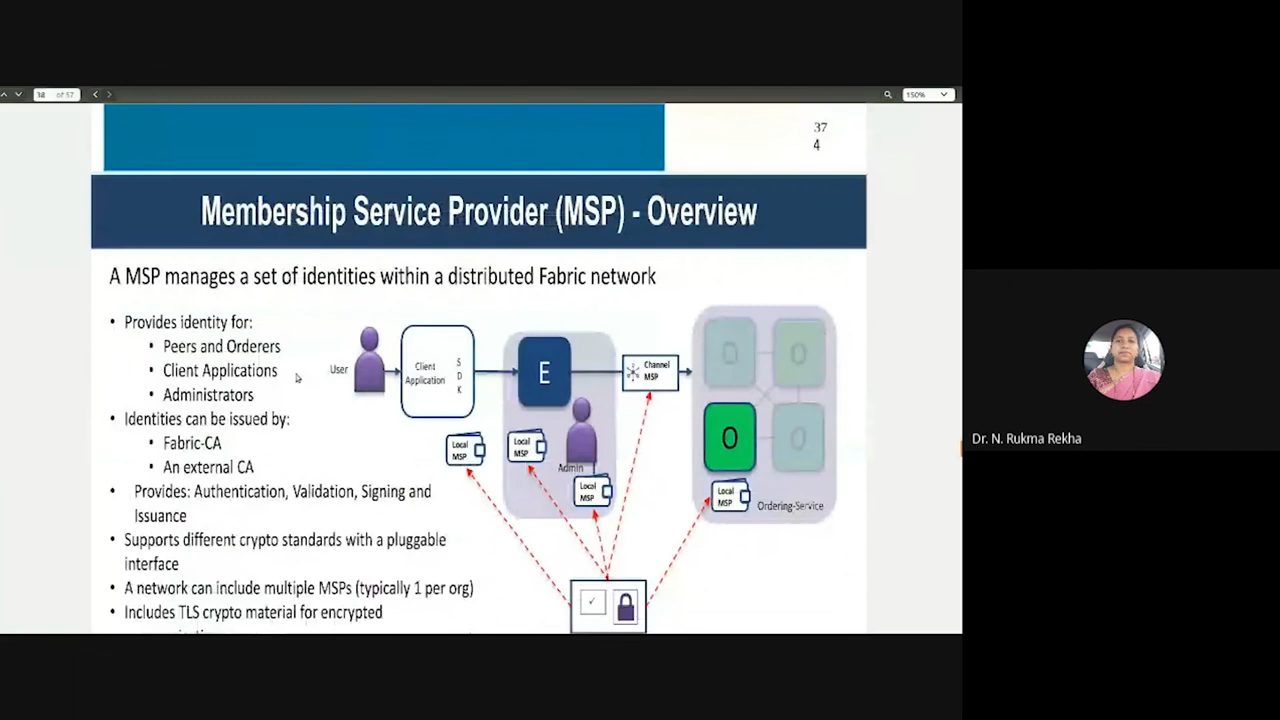 38 of 57
150%
37
4
Membership Service Provider (MSP) - Overview
A MSP manages a set of identities within a distributed Fabric network
• Provides identity for:
• Peers and Orderers
• Client Applications
• Administrators
• Identities can be issued by:
• Fabric-CA
• An external CA
• Provides: Authentication, Validation, Signing and
Issuance
• Supports different crypto standards with a pluggable
interface
• A network can include multiple MSPs (typically 1 per org)
• Includes TLS crypto material for encrypted
User
Client
Application
S
D
K
Local
MSP
E
Local
MSP
Admin
Local
MSP
Channel
MSP
O
O
O
O
Local
MSP
Ordering-Service
Dr. N. Rukma Rekha